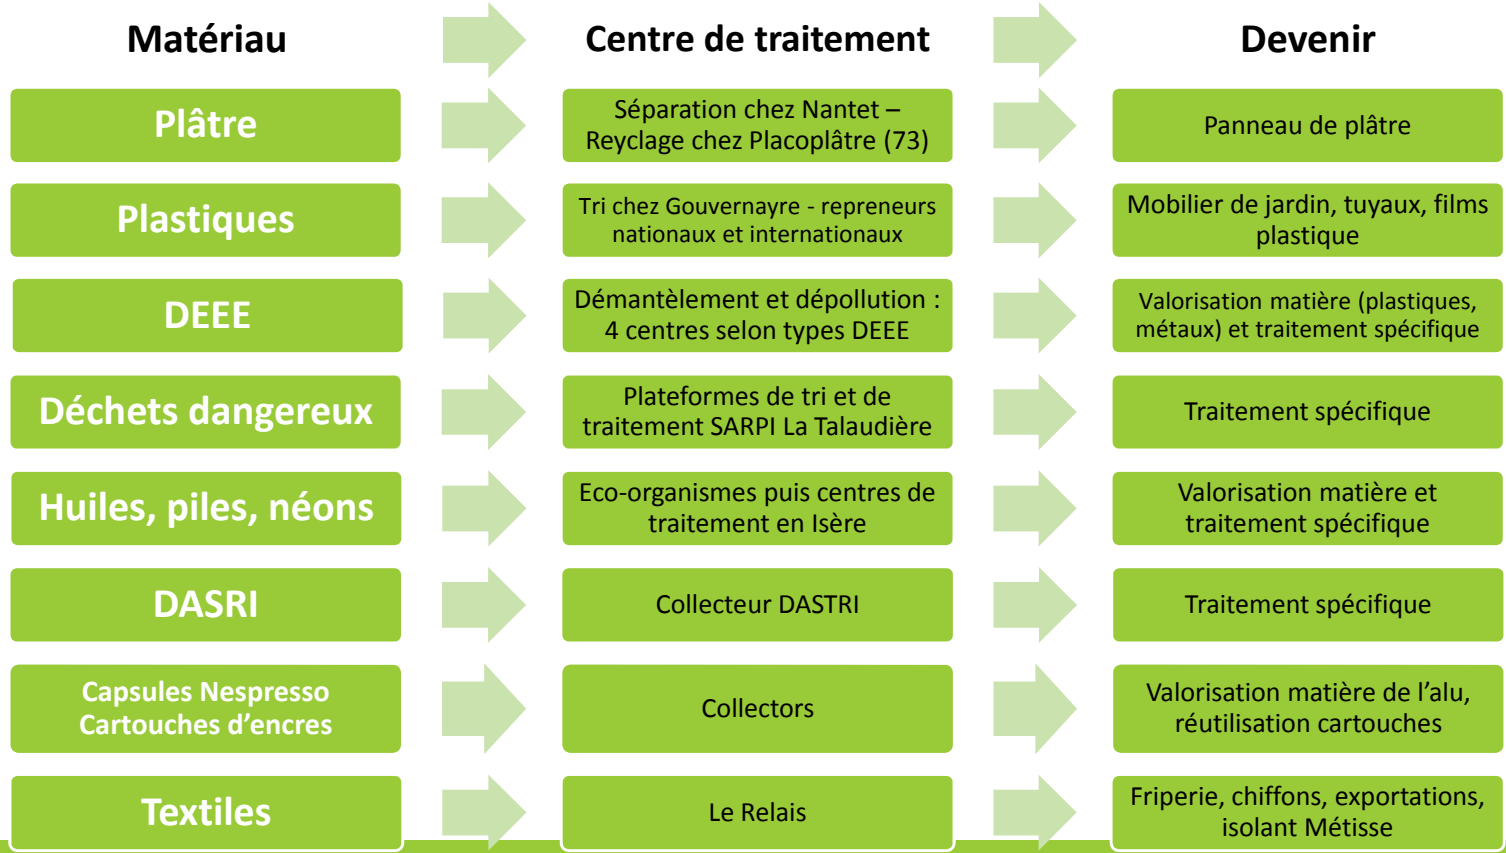 Matériau
Centre de traitement
Devenir
Plâtre
Séparation chez Nantet –
Reyclage chez Placoplâtre (73)
Panneau de plâtre
Plastiques
Tri chez Gouvernayre - repreneurs
nationaux et internationaux
Mobilier de jardin, tuyaux, films
plastique
DEEE
Démantèlement et dépollution :
4 centres selon types DEEE
Valorisation matière (plastiques,
métaux) et traitement spécifique
Déchets dangereux
Plateformes de tri et de
traitement SARPI La Talaudière
Traitement spécifique
Huiles, piles, néons
Eco-organismes puis centres de
traitement en Isère
Valorisation matière et
traitement spécifique
DASRI
Collecteur DASTRI
Traitement spécifique
Capsules Nespresso
Cartouches d’encres
Collectors
Valorisation matière de l’alu,
réutilisation cartouches
Textiles
Le Relais
Friperie, chiffons, exportations,
isolant Métisse